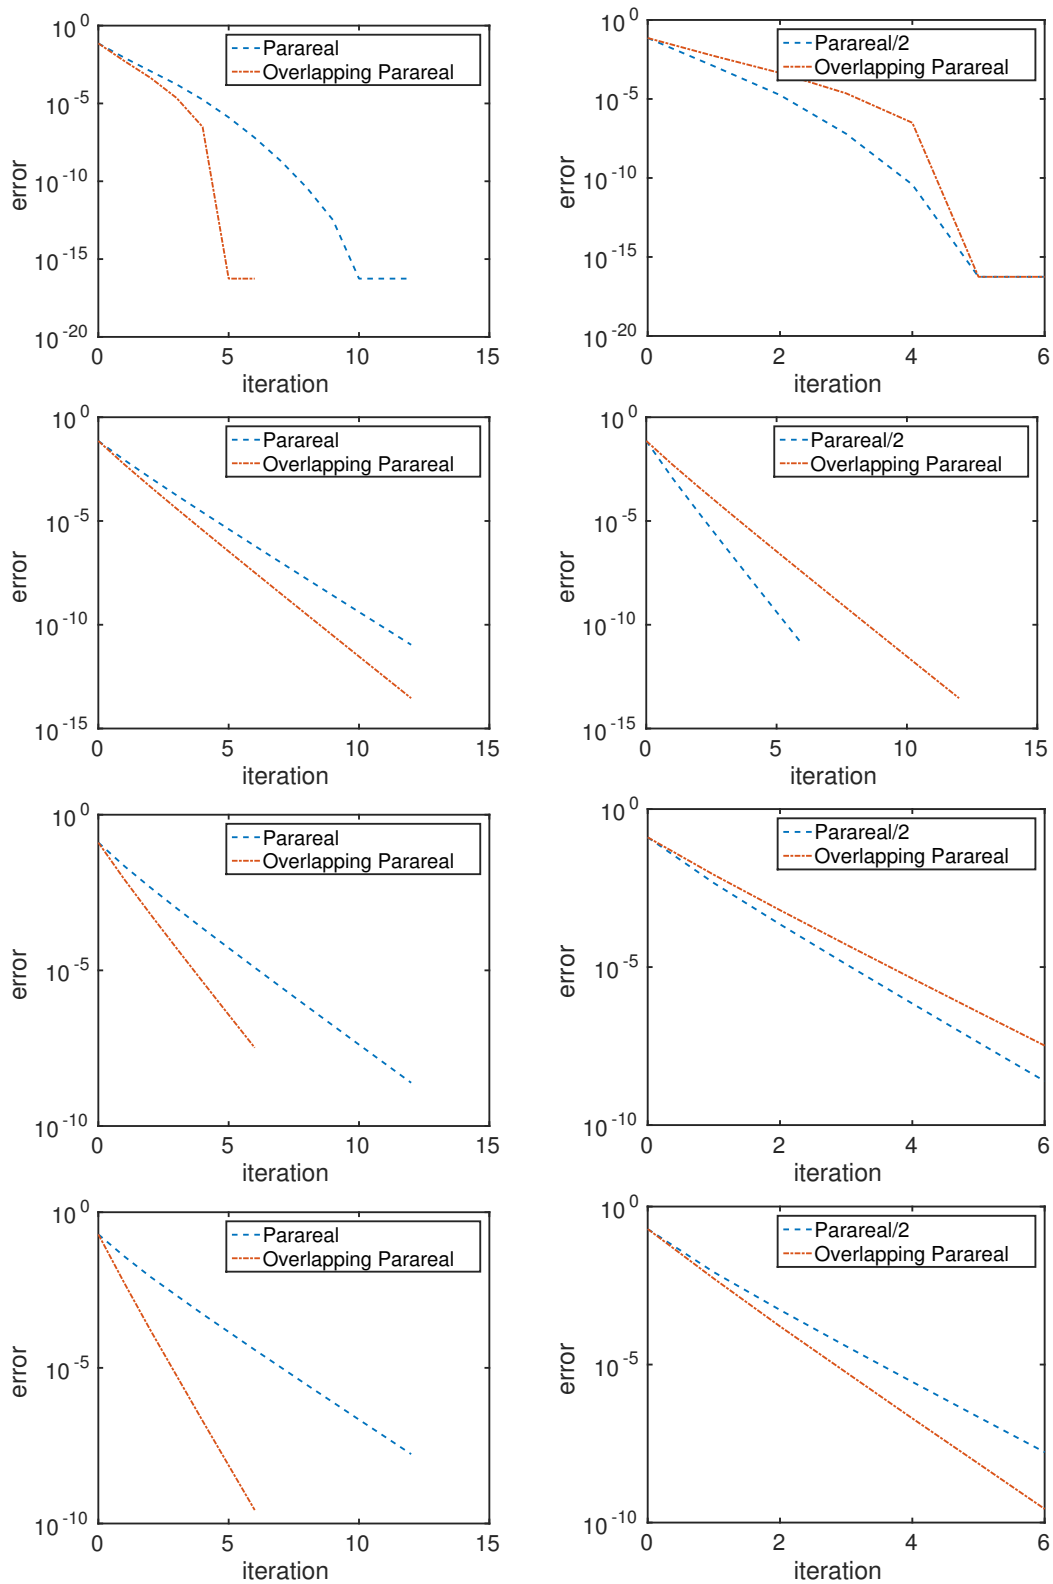 10^0
10^-5
10^-10
10^-15
10^-20
error
0 5 10 15
iteration
Parareal
Overlapping Parareal
10^0
10^-5
10^-10
10^-15
10^-20
error
0 2 4 6
iteration
Parareal/2
Overlapping Parareal
10^0
10^-5
10^-10
10^-15
error
0 5 10 15
iteration
Parareal
Overlapping Parareal
10^0
10^-5
10^-10
10^-15
error
0 5 10 15
iteration
Parareal/2
Overlapping Parareal
10^0
10^-5
10^-10
error
0 5 10 15
iteration
Parareal
Overlapping Parareal
10^0
10^-5
10^-10
error
0 2 4 6
iteration
Parareal/2
Overlapping Parareal
10^0
10^-5
10^-10
error
0 5 10 15
iteration
Parareal
Overlapping Parareal
10^0
10^-5
10^-10
error
0 2 4 6
iteration
Parareal/2
Overlapping Parareal